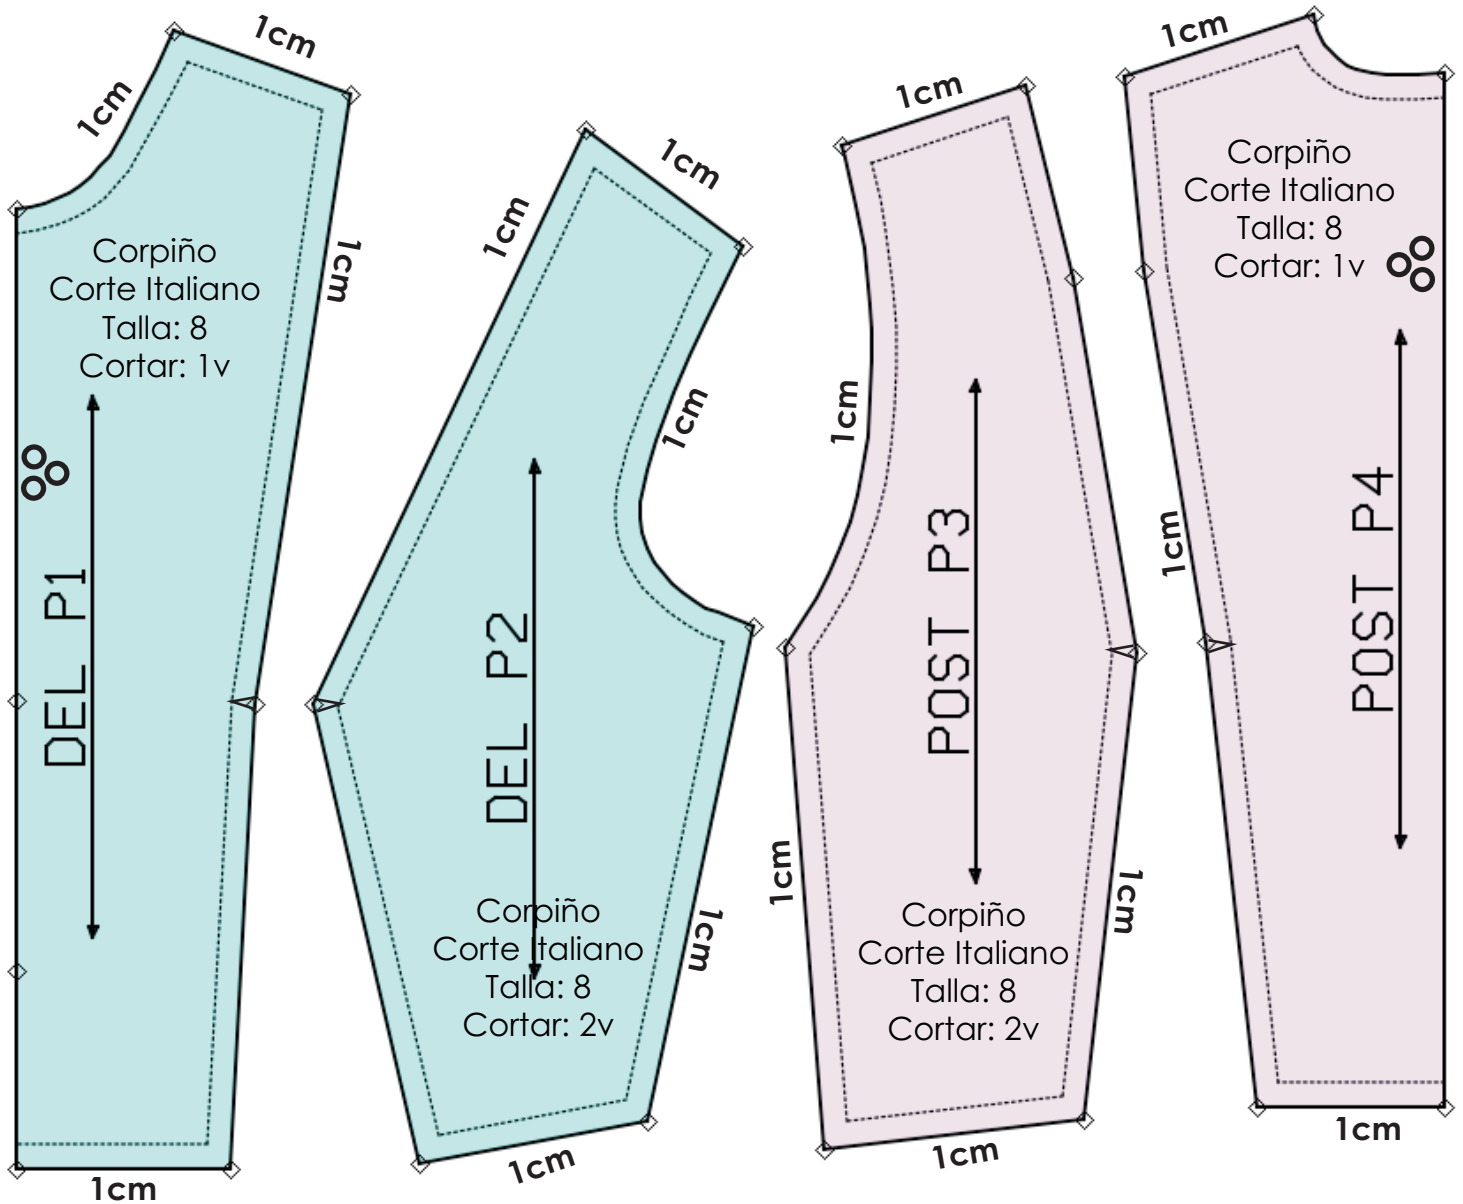 1cm
1cm
1cm
Corpiño
Corte Italiano
Talla: 8
Cortar: 1v
DEL P1
1cm
1cm
1cm
1cm
DEL P2
Corpiño
Corte Italiano
Talla: 8
Cortar: 2v
1cm
1cm
1cm
1cm
POST P3
1cm
Corpiño
Corte Italiano
Talla: 8
Cortar: 2v
1cm
1cm
1cm
Corpiño
Corte Italiano
Talla: 8
Cortar: 1v
1cm
POST P4
1cm